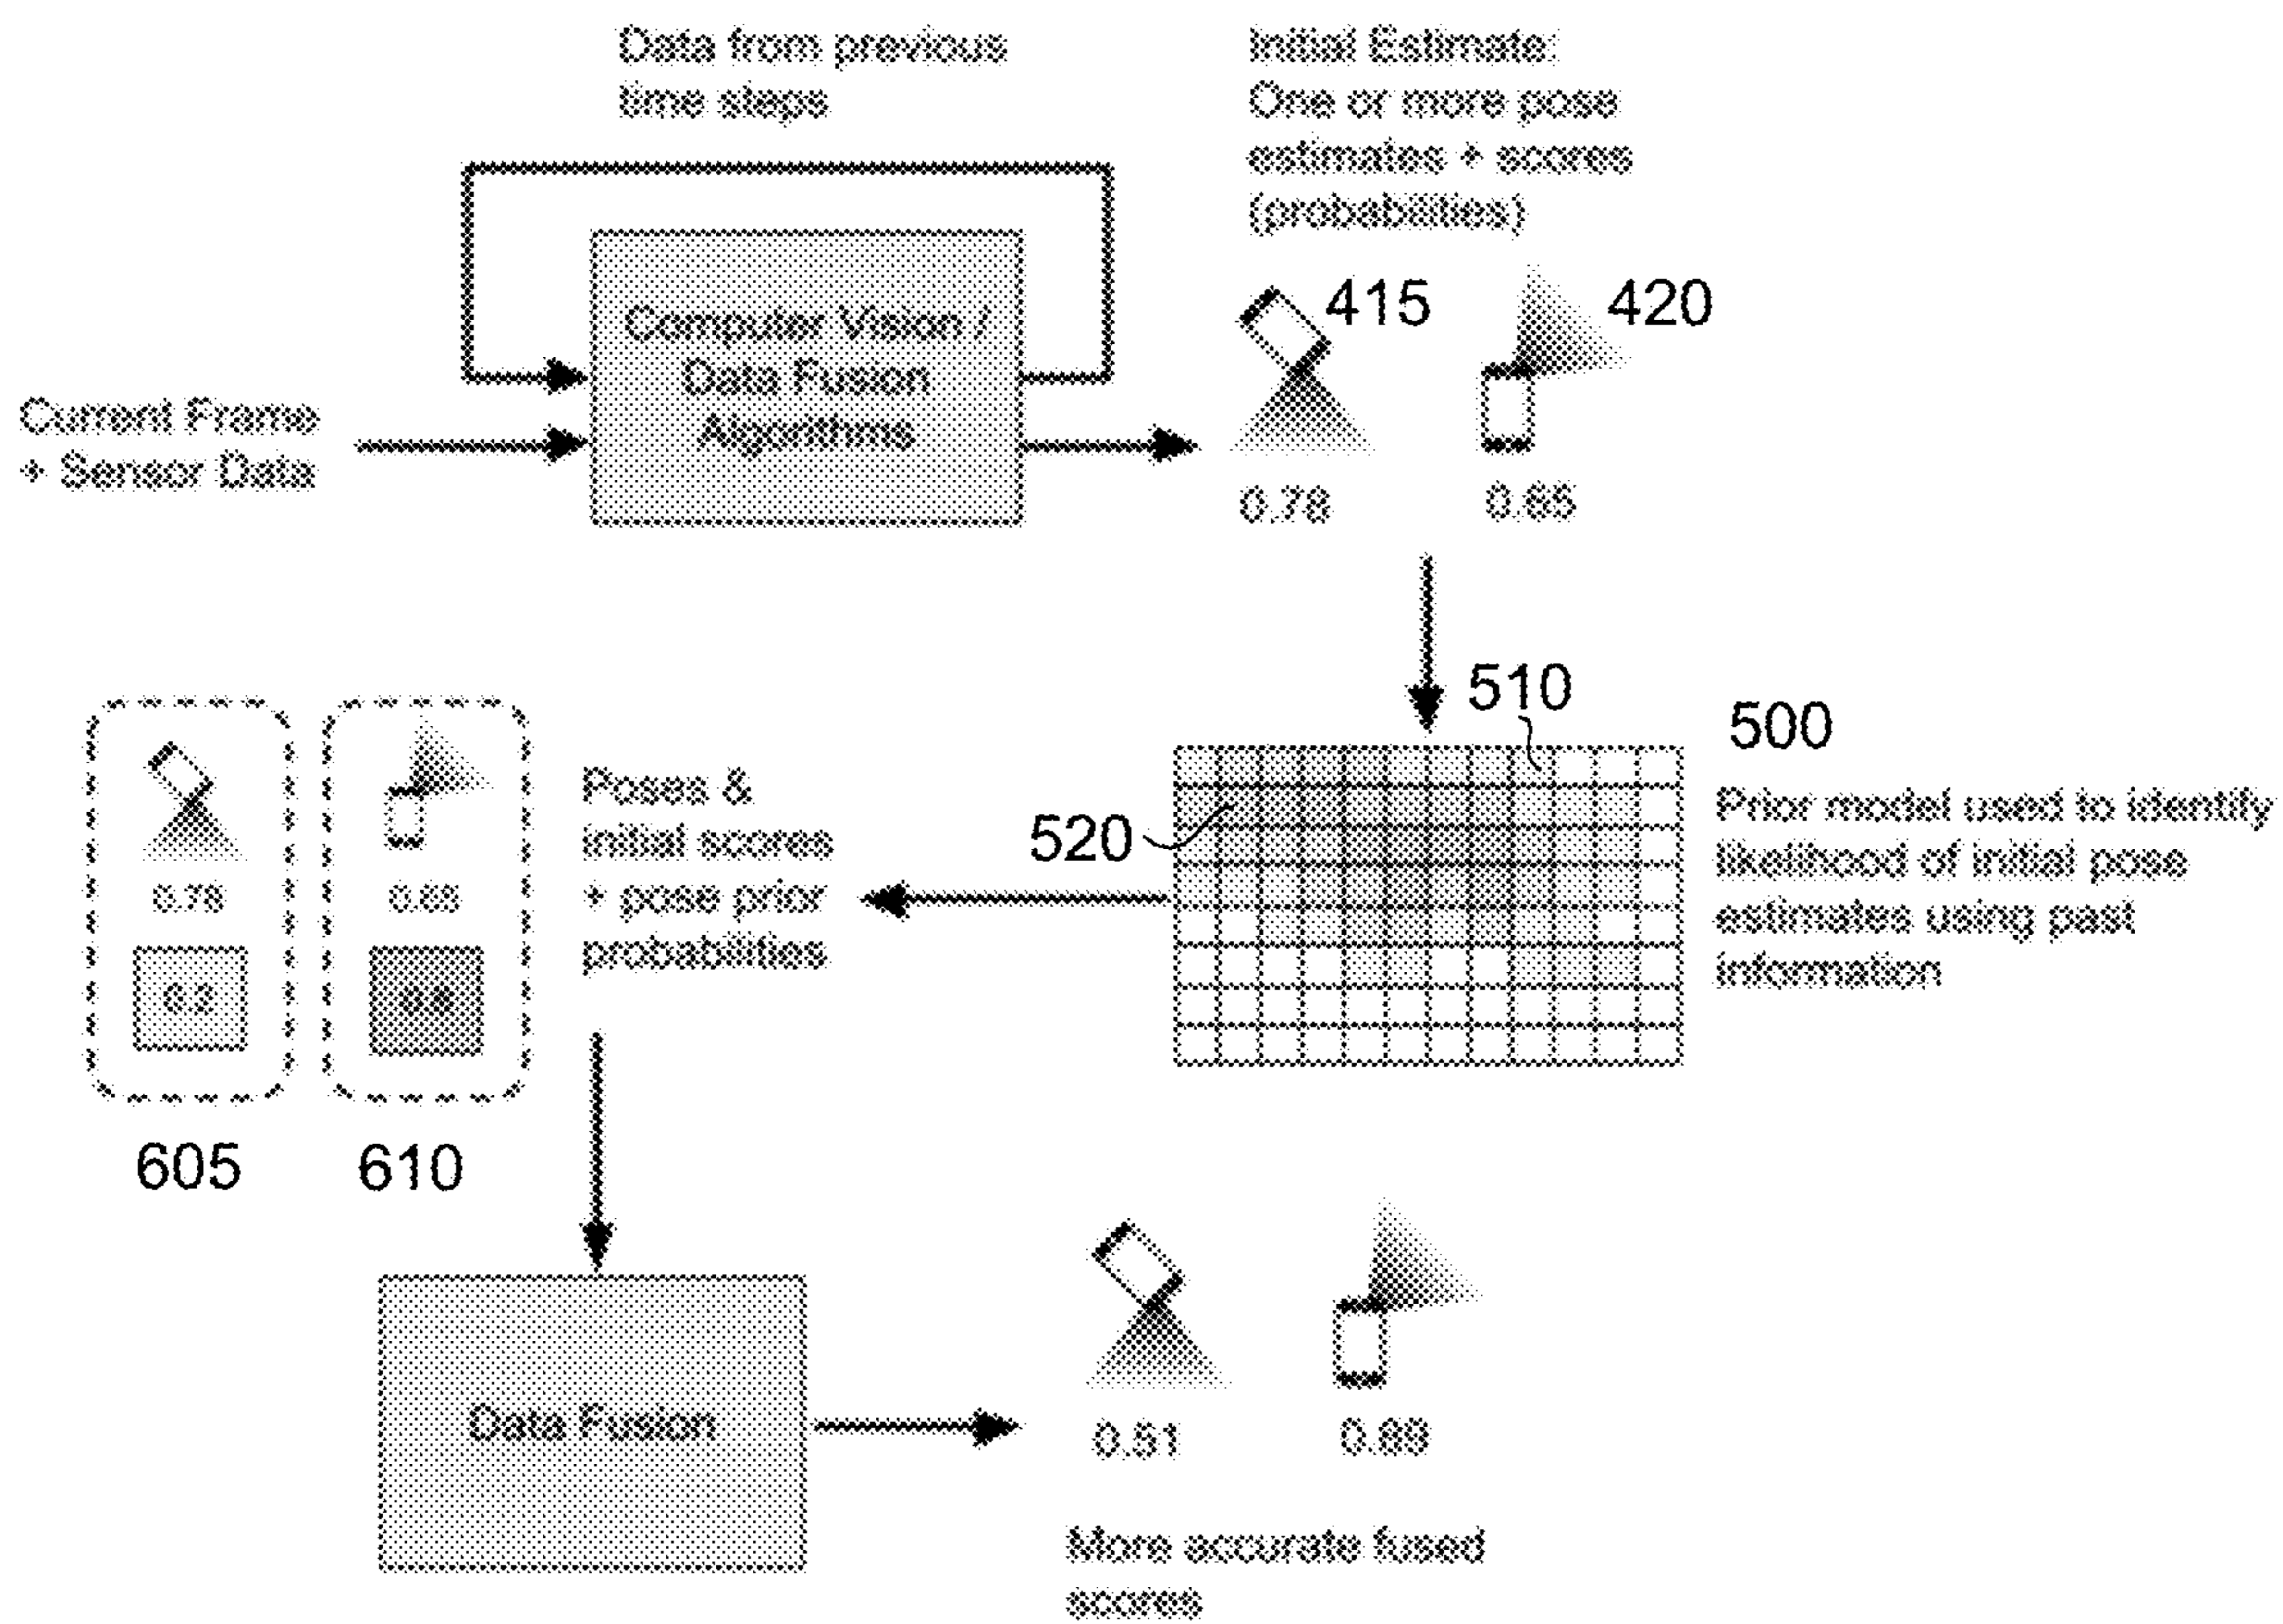 Data from previous
time steps
Initial Estimate:
One or more pose
estimates + scores
(probabilities)
415
420
Computer Vision /
Data Fusion
Algorithms
Current Frame
+ Sensor Data
0.78
0.65
510
500
520
Prior model used to identify
likelihood of initial pose
estimates using past
information
Poses &
initial scores
+ pose prior
probabilities
0.78
0.65
0.2
605
610
Data Fusion
0.51
More accurate fused
scores